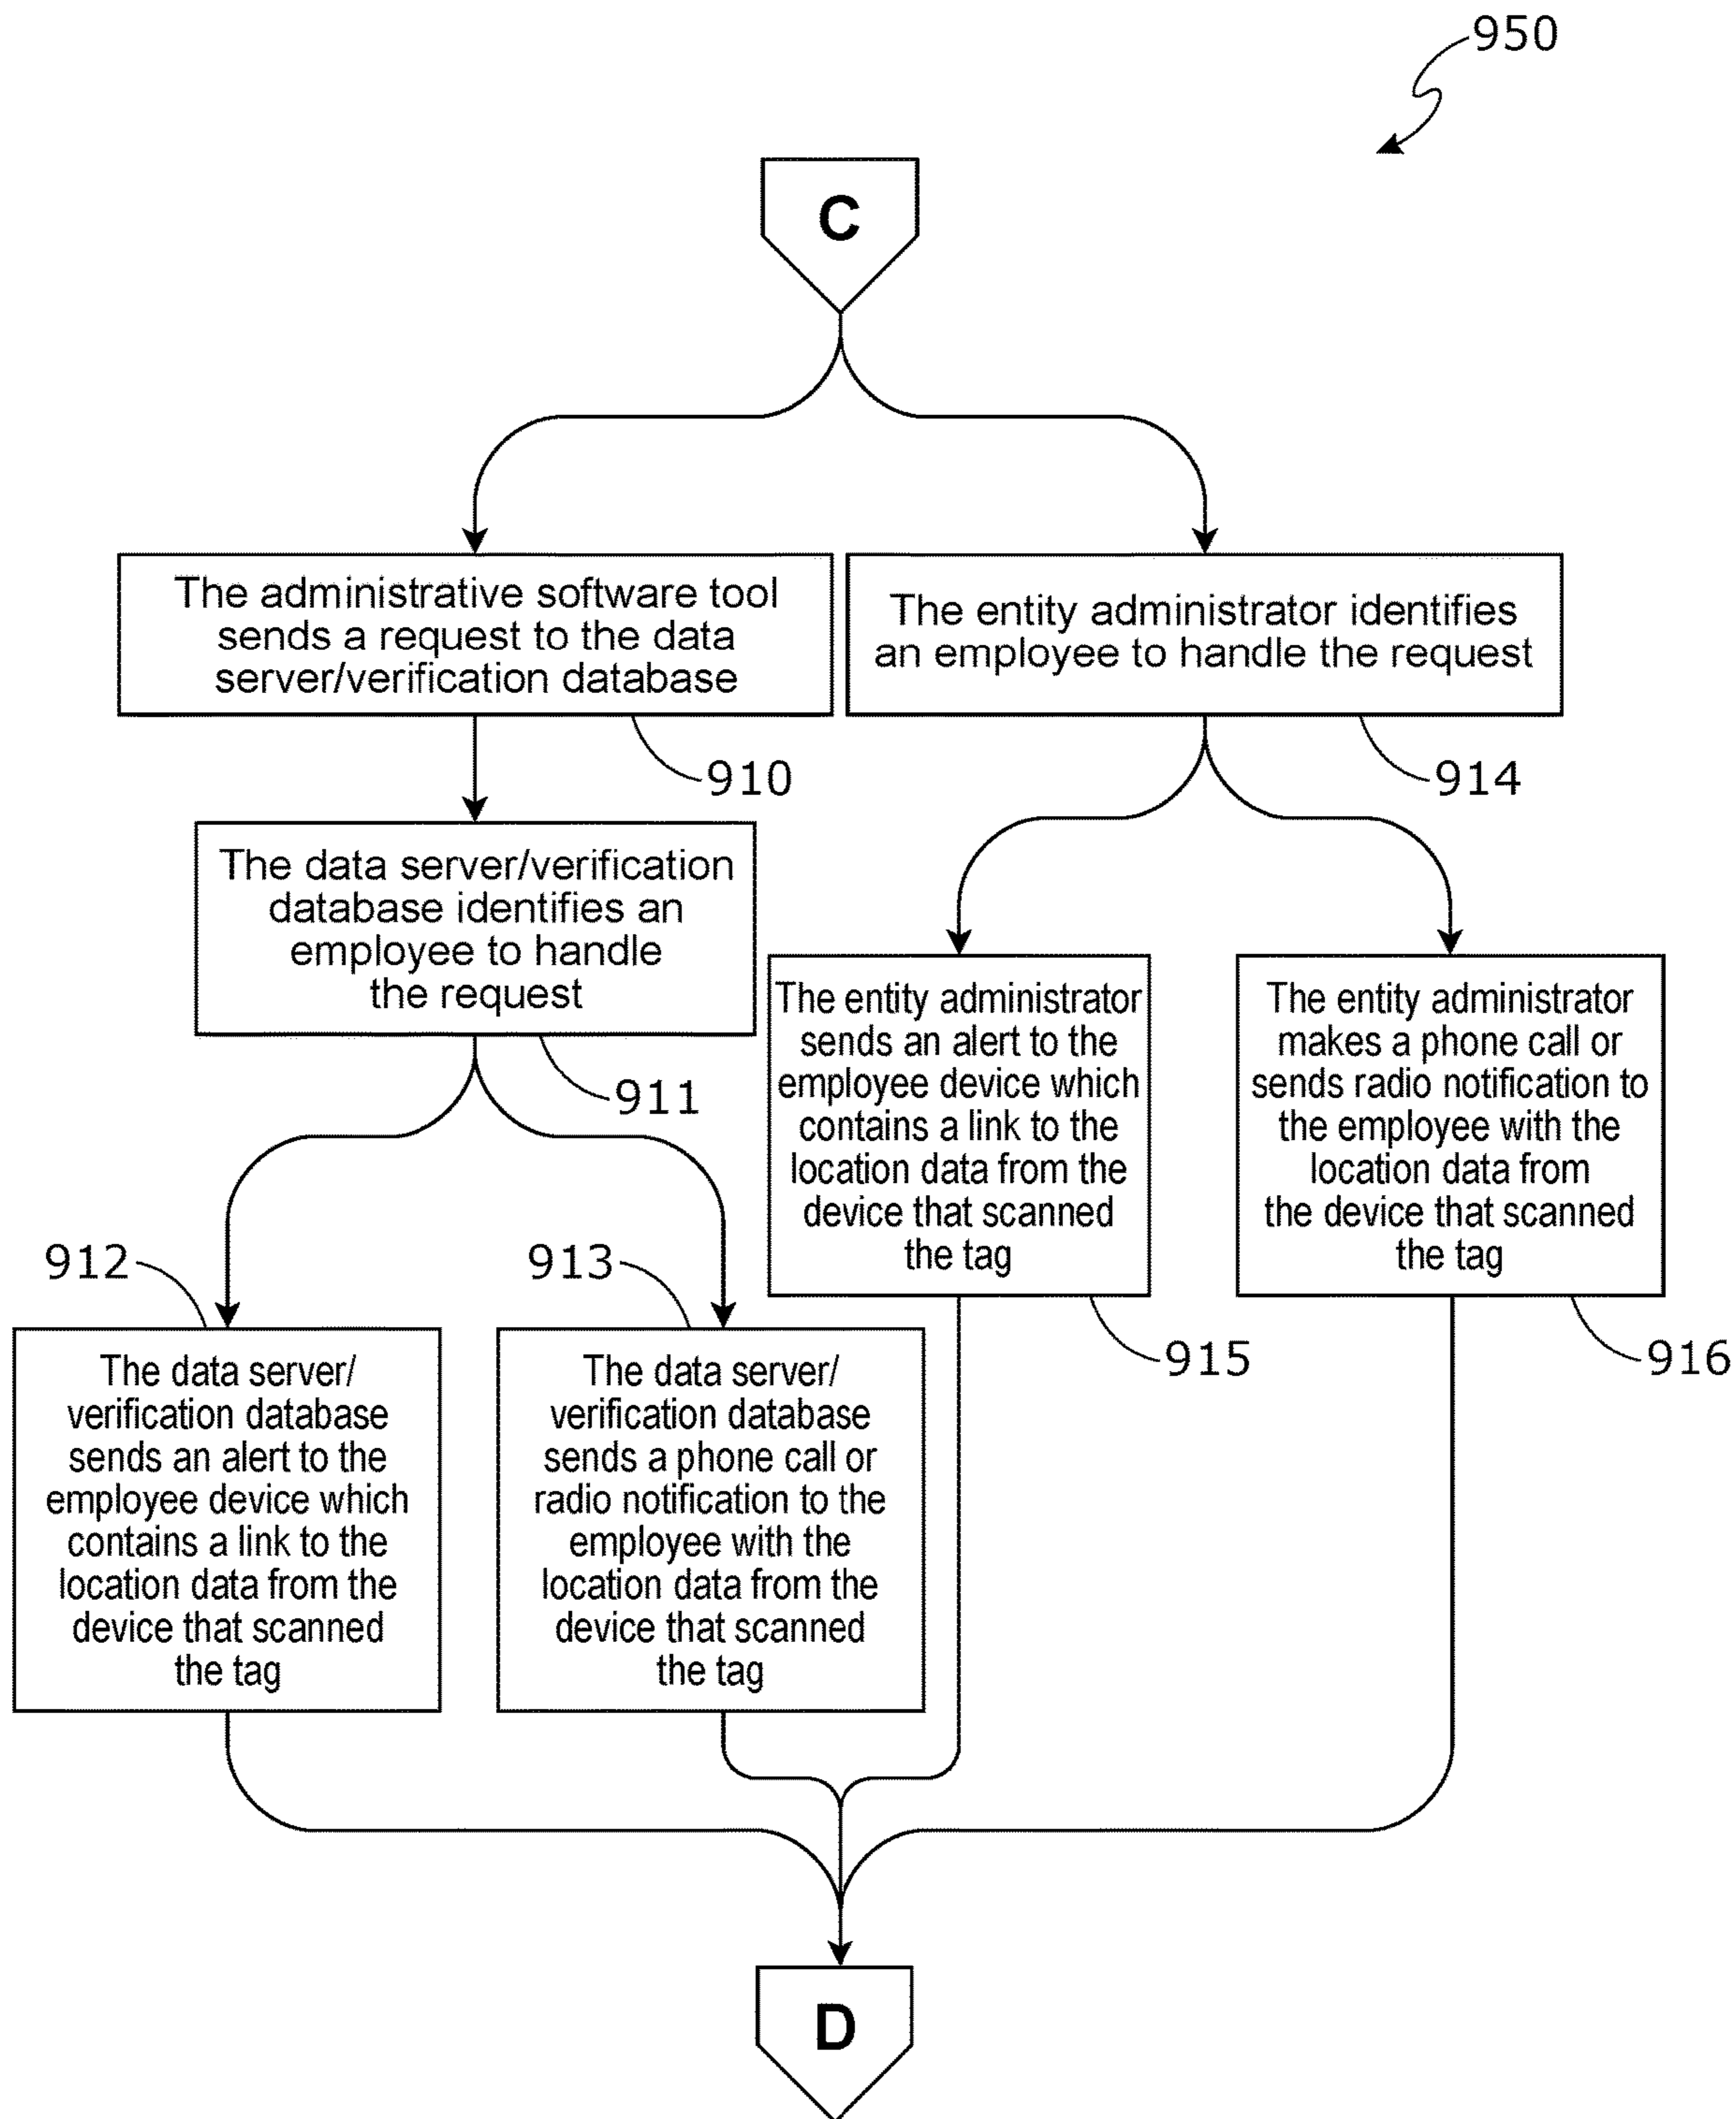 950
C
The administrative software tool
sends a request to the data
server/verification database
910
The entity administrator identifies
an employee to handle the request
914
The data server/verification
database identifies an
employee to handle
the request
911
The entity administrator
sends an alert to the
employee device which
contains a link to the
location data from the
device that scanned
the tag
915
The entity administrator
makes a phone call or
sends radio notification to
the employee with the
location data from
the device that scanned
the tag
916
912
The data server/
verification database
sends an alert to the
employee device which
contains a link to the
location data from the
device that scanned
the tag
913
The data server/
verification database
sends a phone call or
radio notification to the
employee with the
location data from the
device that scanned
the tag
D